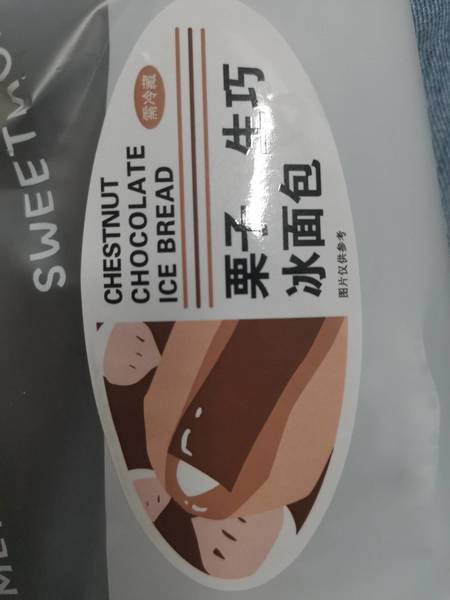 SWEET
需冷藏
CHESTNUT
CHOCOLATE
ICE BREAD
栗子 生巧
冰面包
图片仅供参考